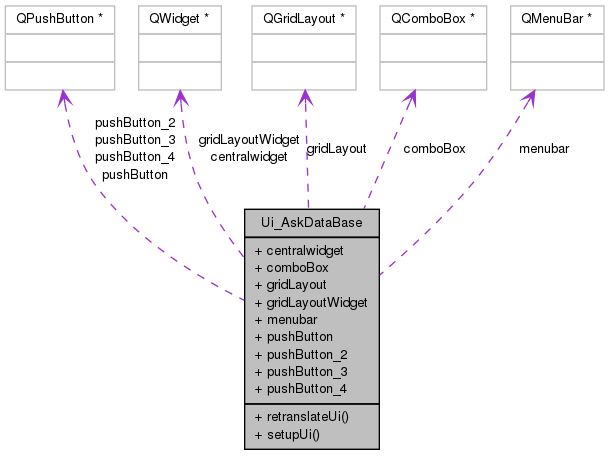 QPushButton *
QWidget *
QGridLayout *
QComboBox *
QMenuBar *
pushButton_2
pushButton_3
pushButton_4
pushButton
gridLayoutWidget
centralwidget
gridLayout
comboBox
menubar
Ui_AskDataBase
+ centralwidget
+ comboBox
+ gridLayout
+ gridLayoutWidget
+ menubar
+ pushButton
+ pushButton_2
+ pushButton_3
+ pushButton_4
+ retranslateUi()
+ setupUi()